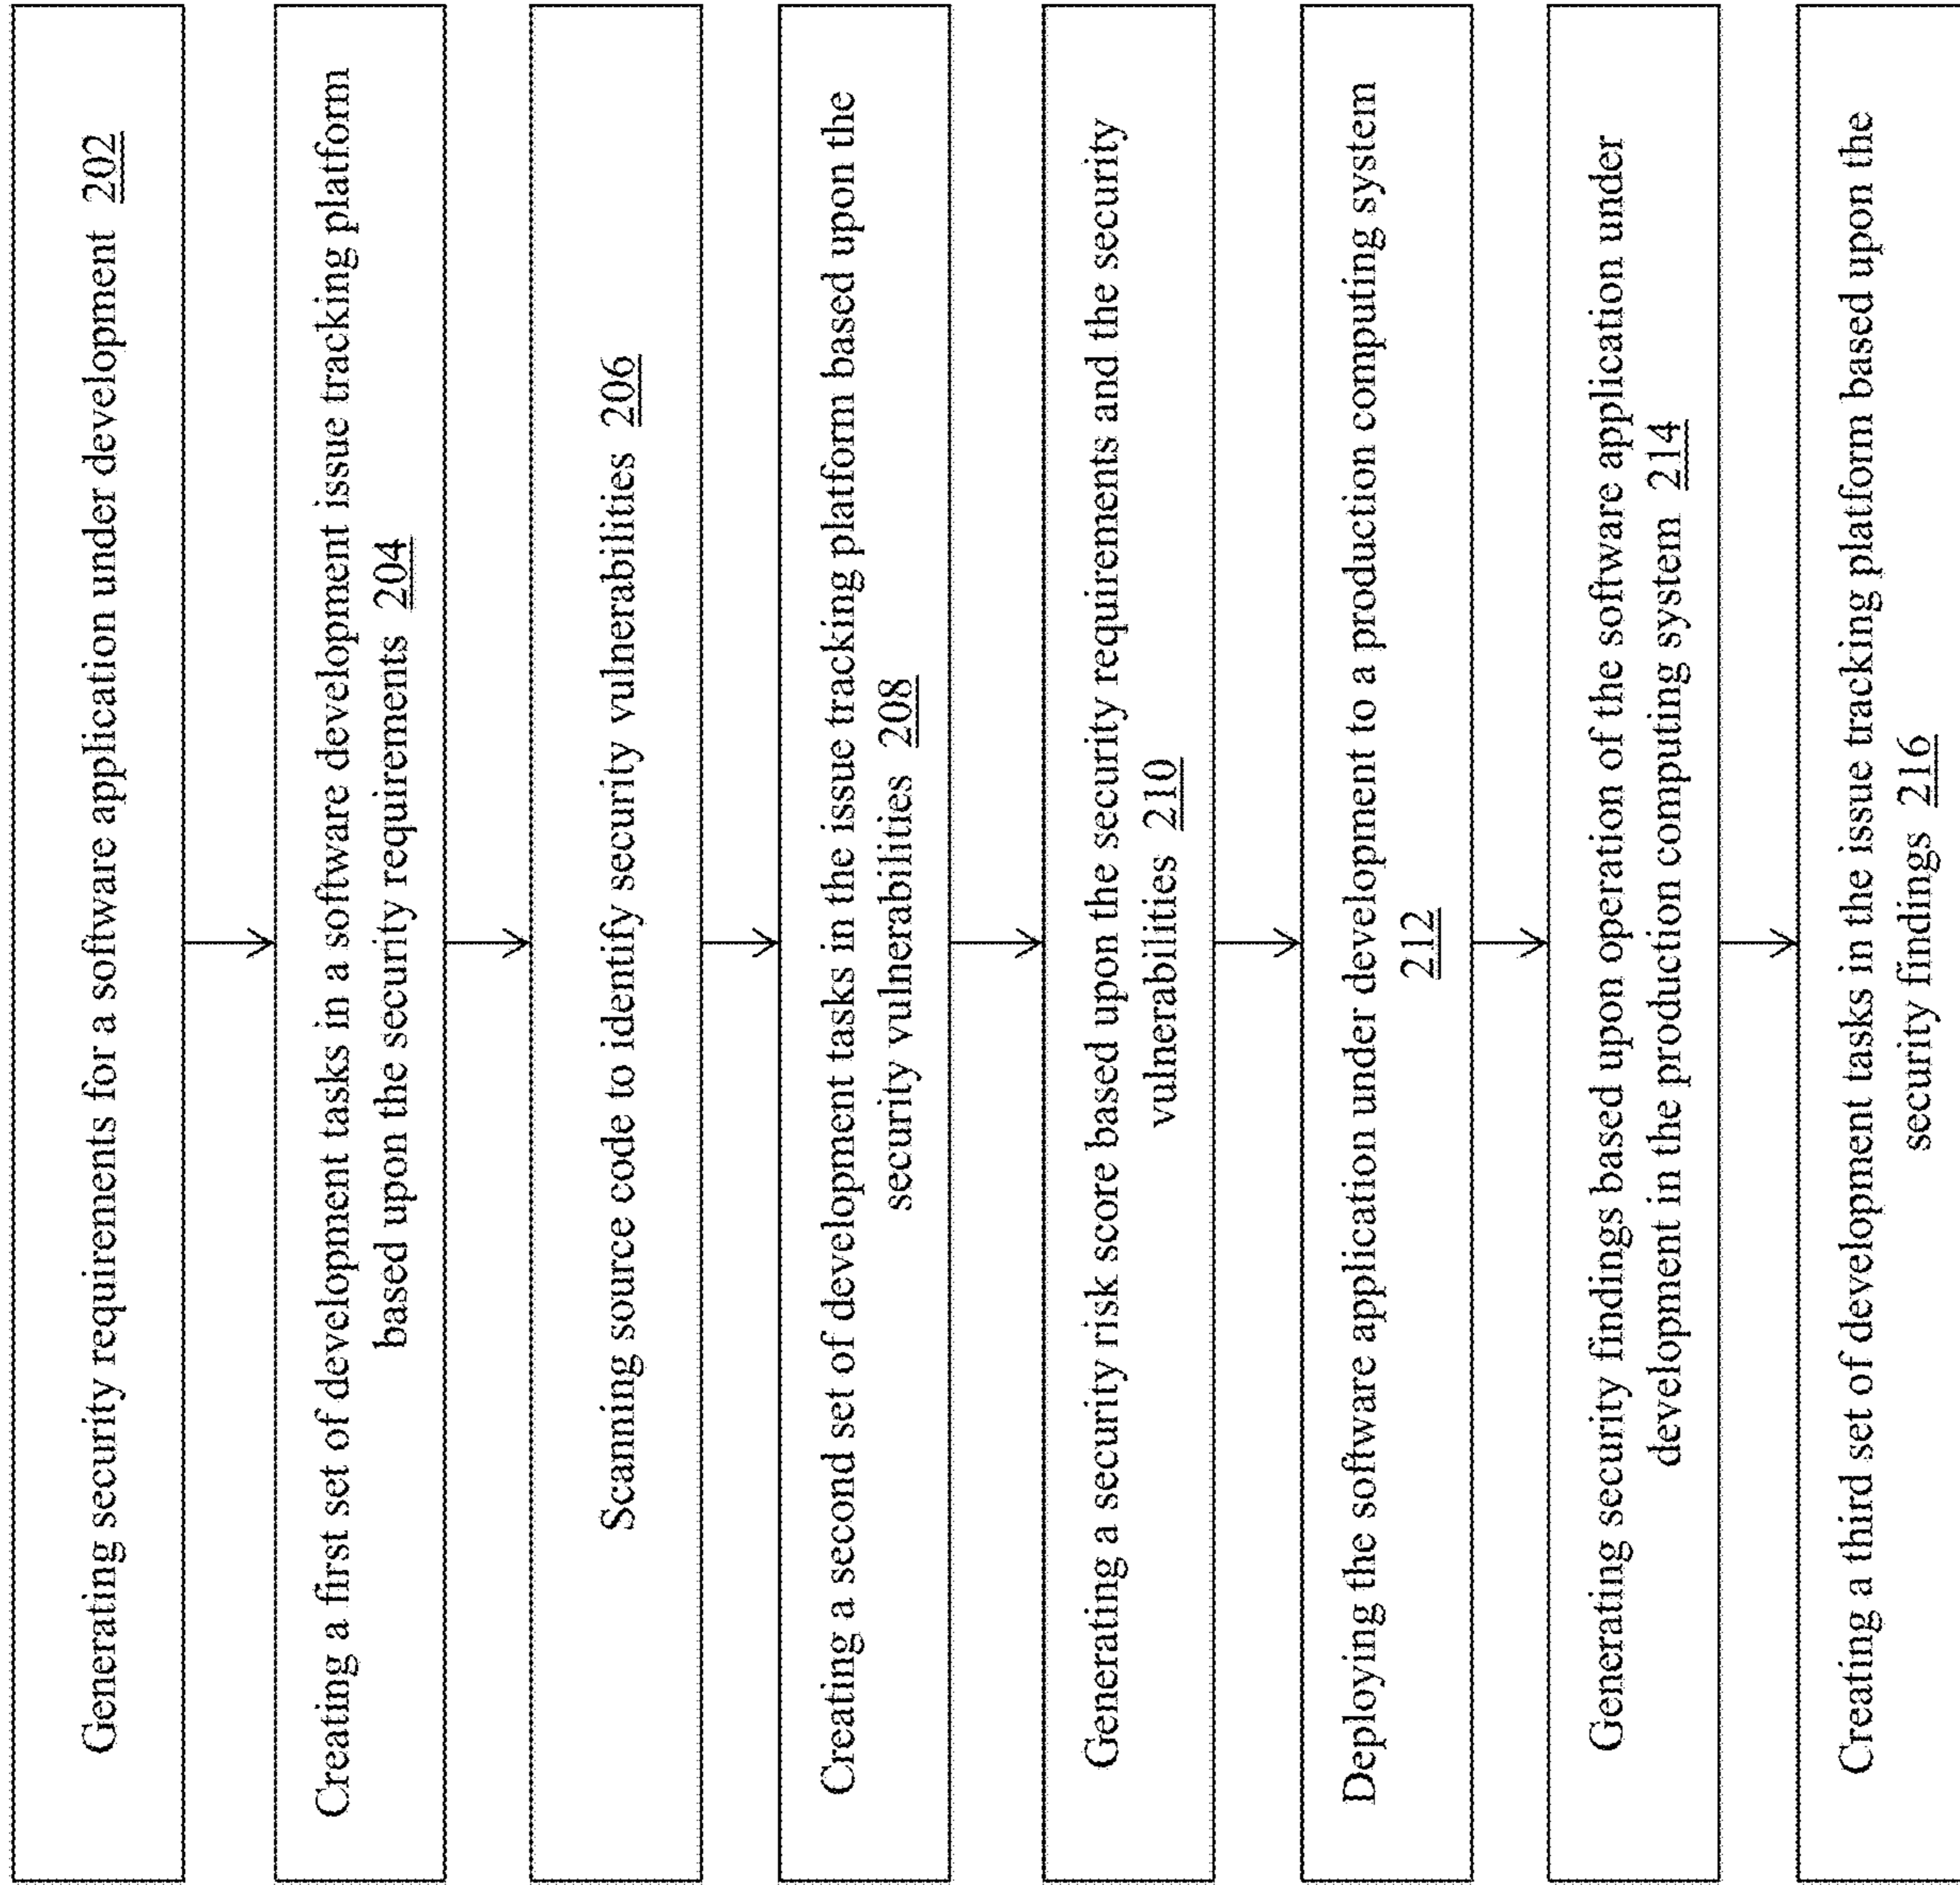 Generating security requirements for a software application under development 202
Creating a first set of development tasks in a software development issue tracking platform
based upon the security requirements 204
Scanning source code to identify security vulnerabilities 206
Creating a second set of development tasks in the issue tracking platform based upon the
security vulnerabilities 208
Generating a security risk score based upon the security requirements and the security
vulnerabilities 210
Deploying the software application under development to a production computing system
212
Generating security findings based upon operation of the software application under
development in the production computing system 214
Creating a third set of development tasks in the issue tracking platform based upon the
security findings 216